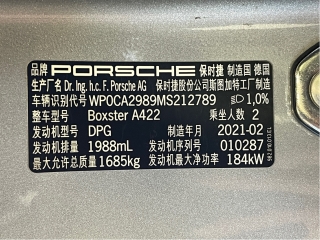 品牌 PORSCHE 保时捷 制造国 德国
生产厂名 Dr. Ing. h.c. F. Porsche AG 保时捷股份公司斯图加特工厂制造
车辆识别代号 WP0CA2989MS212789 1,0%
整车型号 Boxster A422 乘坐人数 2
发动机型号 DPG 制造年月 2021-02
发动机排量 1988mL 发动机序列号 010287
最大允许总质量 1685kg 发动机最大净功率 184kW